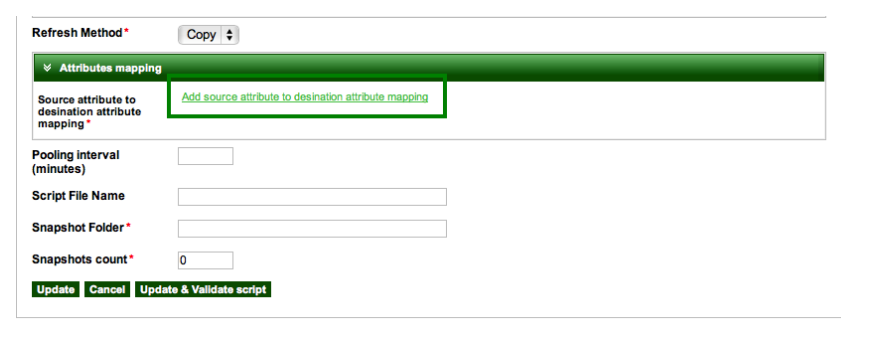 Refresh Method*
Copy
Attributes mapping
Source attribute to
desination attribute
mapping*
Add source attribute to desination attribute mapping
Pooling interval
(minutes)
Script File Name
Snapshot Folder*
Snapshots count*
0
Update Cancel Update & Validate script